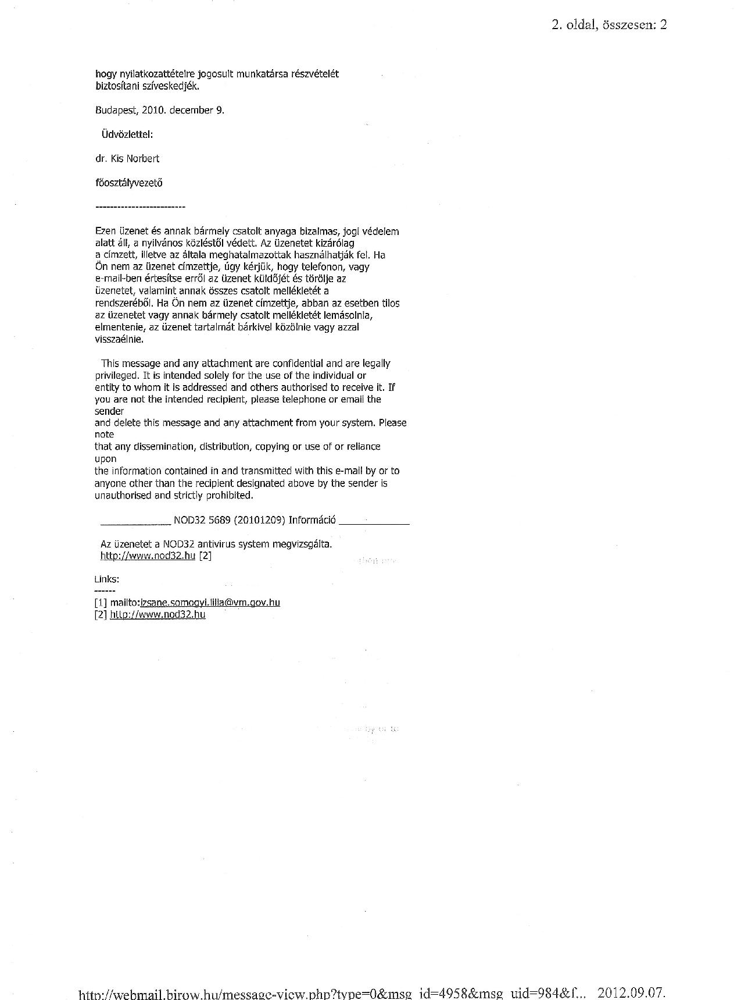 2. oldal, összesen: 2
hogy nyilatkozattételre jogosult munkatársa részvételét
biztosítani szíveskedjék.
Budapest, 2010. december 9.
Üdvözlettel:
dr. Kis Norbert
főosztályvezető
-------------------------
Ezen üzenet és annak bármely csatolt anyaga bizalmas, jogi védelem
alatt áll, a nyilvános közléstől védett. Az üzenetet kizárólag
a címzett, illetve az általa meghatalmazottak használhatják fel. Ha
Ön nem az üzenet címzettje, úgy kérjük, hogy telefonon, vagy
e-mail-ben értesítse erről az üzenet küldőjét és törölje az
üzenetet, valamint annak összes csatolt mellékletét a
rendszeréből. Ha Ön nem az üzenet címzettje, abban az esetben tilos
az üzenetet vagy annak bármely csatolt mellékletét lemásolnia,
elmentenie, az üzenet tartalmát bárkivel közölnie vagy azzal
visszaélnie.
This message and any attachment are confidential and are legally
privileged. It is intended solely for the use of the individual or
entity to whom it is addressed and others authorised to receive it. If
you are not the intended recipient, please telephone or email the
sender
and delete this message and any attachment from your system. Please
note
that any dissemination, distribution, copying or use of or reliance
upon
the information contained in and transmitted with this e-mail by or to
anyone other than the recipient designated above by the sender is
unauthorised and strictly prohibited.
____________ NOD32 5689 (20101209) Információ ____________
Az üzenetet a NOD32 antivirus system megvizsgálta.
http://www.nod32.hu [2]
Links:
------
[1] mailto:izsane.somogyi.lilla@vm.gov.hu
[2] http://www.nod32.hu
http://webmail.birow.hu/message-view.php?type=0&msg_id=4958&msg_uid=984&f... 2012.09.07.